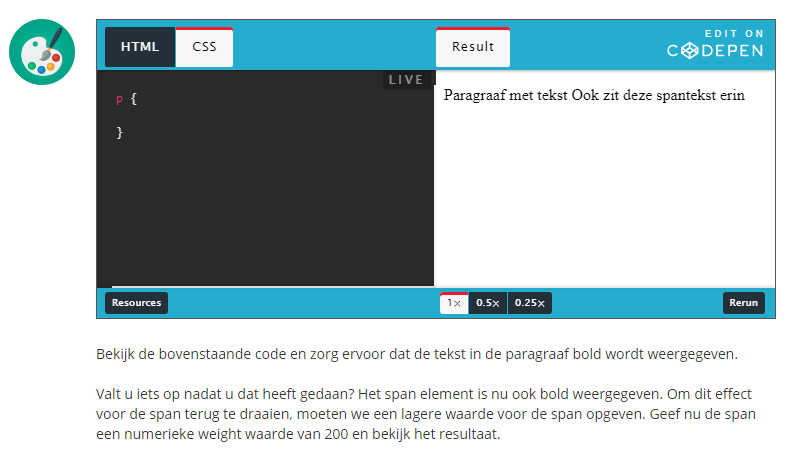 HTML CSS Result EDIT ON
CODEPEN
LIVE
p {
Paragraaf met tekst Ook zit deze spantekst erin
}
Resources 1x 0.5x 0.25x Rerun
Bekijk de bovenstaande code en zorg ervoor dat de tekst in de paragraaf bold wordt weergegeven.
Valt u iets op nadat u dat heeft gedaan? Het span element is nu ook bold weergegeven. Om dit effect
voor de span terug te draaien, moeten we een lagere waarde voor de span opgeven. Geef nu de span
een numerieke weight waarde van 200 en bekijk het resultaat.